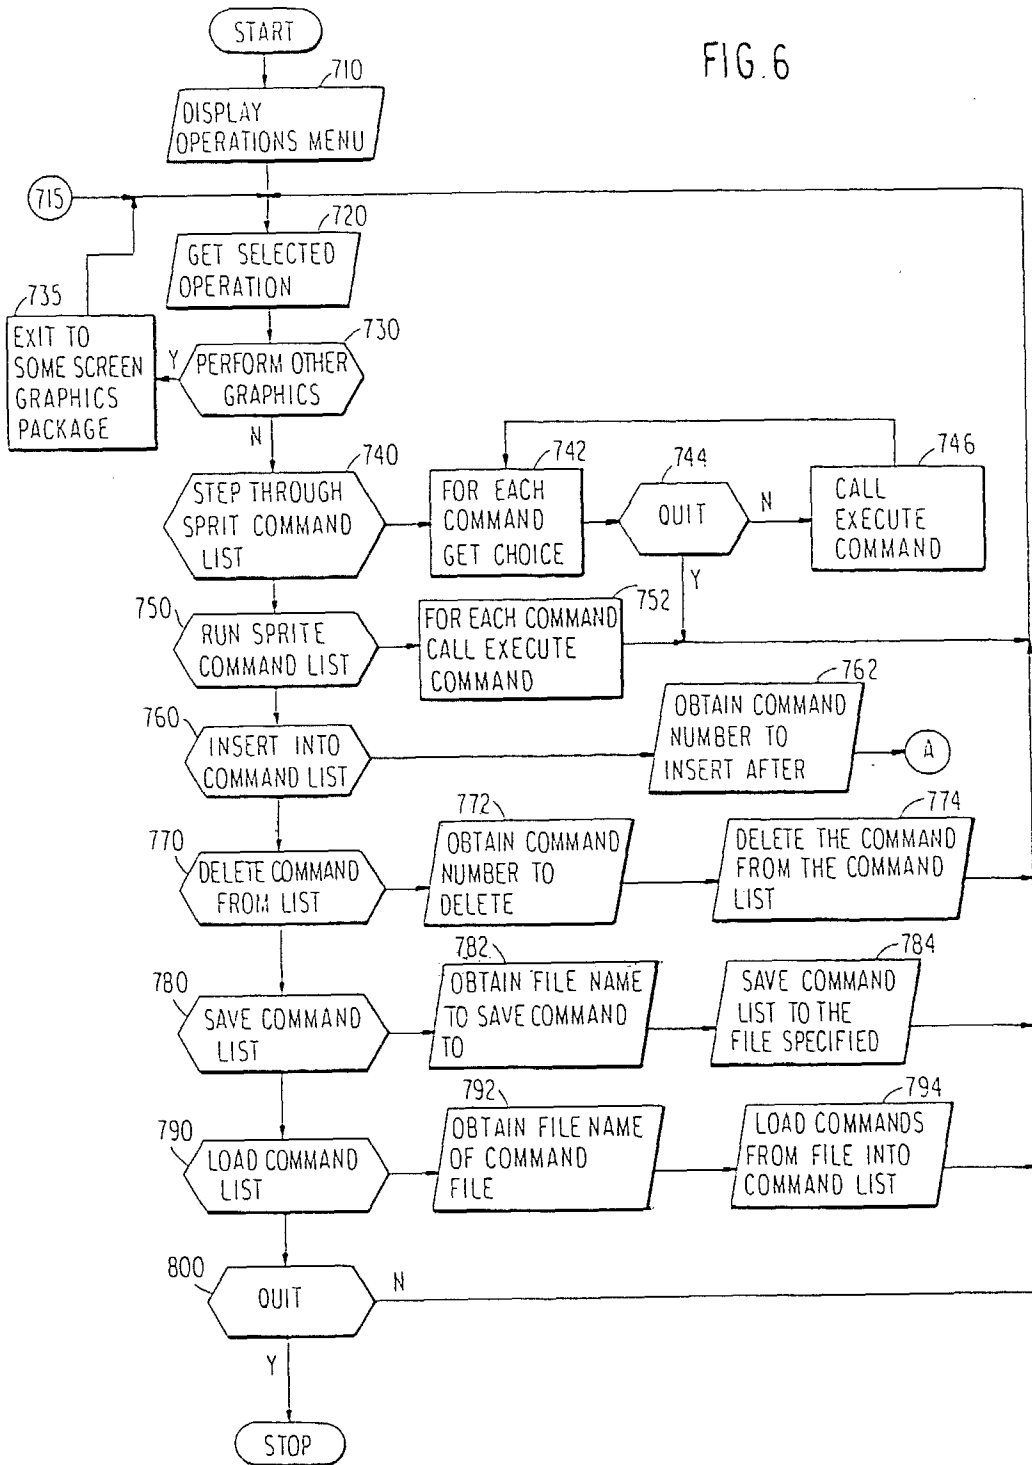 START
FIG. 6
710
DISPLAY
OPERATIONS MENU
715
720
GET SELECTED
OPERATION
735
EXIT TO
SOME SCREEN
GRAPHICS
PACKAGE
Y
730
PERFORM OTHER
GRAPHICS
N
740
STEP THROUGH
SPRIT COMMAND
LIST
742
FOR EACH
COMMAND
GET CHOICE
744
QUIT
N
Y
746
CALL
EXECUTE
COMMAND
750
RUN SPRITE
COMMAND LIST
752
FOR EACH COMMAND
CALL EXECUTE
COMMAND
760
INSERT INTO
COMMAND LIST
762
OBTAIN COMMAND
NUMBER TO
INSERT AFTER
A
770
DELETE COMMAND
FROM LIST
772
OBTAIN COMMAND
NUMBER TO
DELETE
774
DELETE THE COMMAND
FROM THE COMMAND
LIST
780
SAVE COMMAND
LIST
782
OBTAIN FILE NAME
TO SAVE COMMAND
TO
784
SAVE COMMAND
LIST TO THE
FILE SPECIFIED
790
LOAD COMMAND
LIST
792
OBTAIN FILE NAME
OF COMMAND
FILE
794
LOAD COMMANDS
FROM FILE INTO
COMMAND LIST
800
QUIT
N
Y
STOP